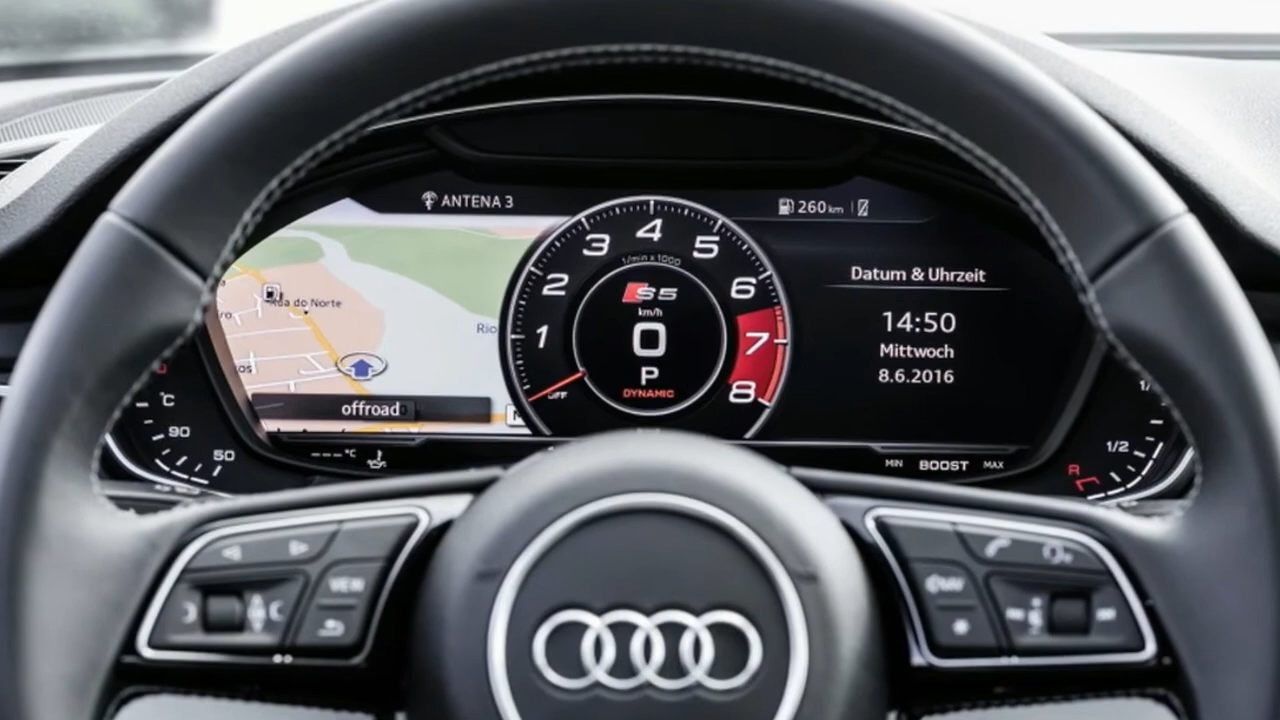 ANTENA 3
260 km
4
3
5
1/min x 1000
2
6
S5
Datum & Uhrzeit
Rua do Norte
km/h
Rio
1
0
7
14:50
Mittwoch
P
8.6.2016
OFF
DYNAMIC
8
offroad
°C
90
50
---°C
MIN BOOST MAX
1/2
R